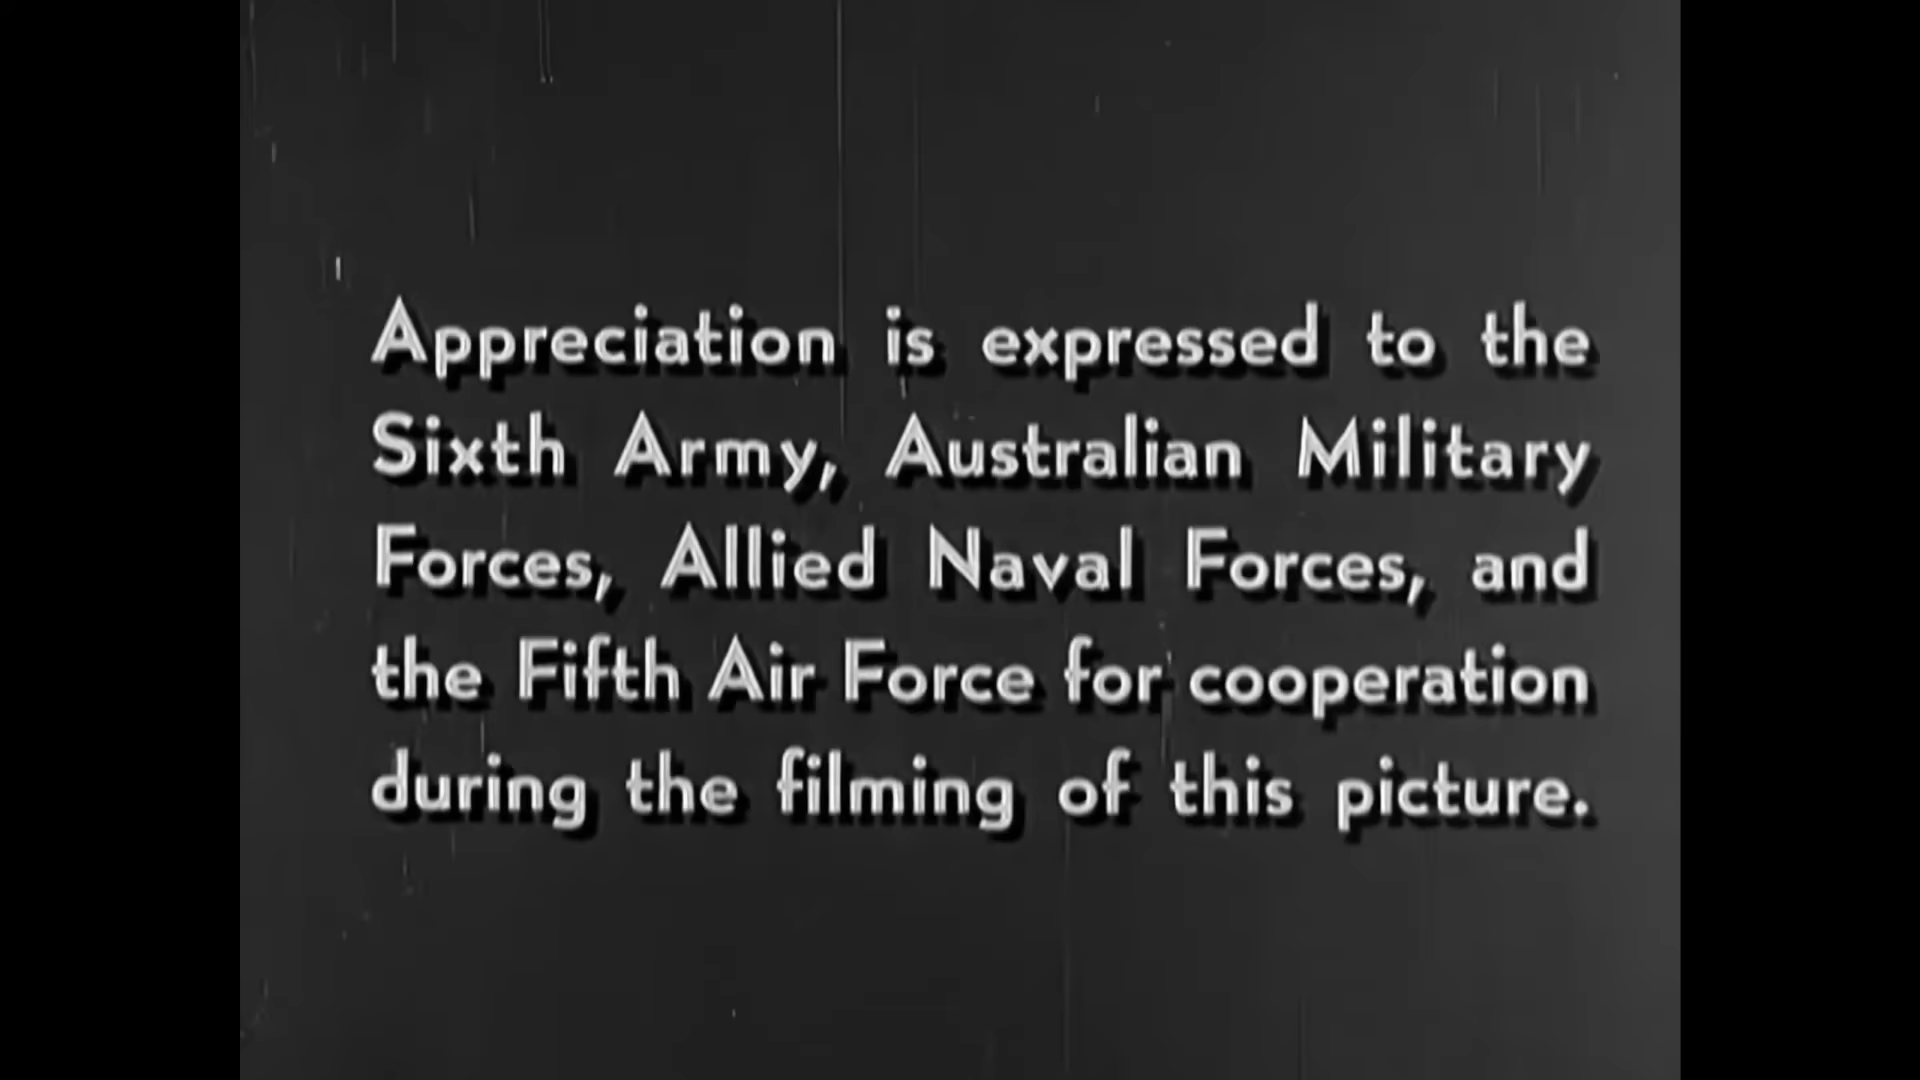 Appreciation is expressed to the
Sixth Army, Australian Military
Forces, Allied Naval Forces, and
the Fifth Air Force for cooperation
during the filming of this picture.